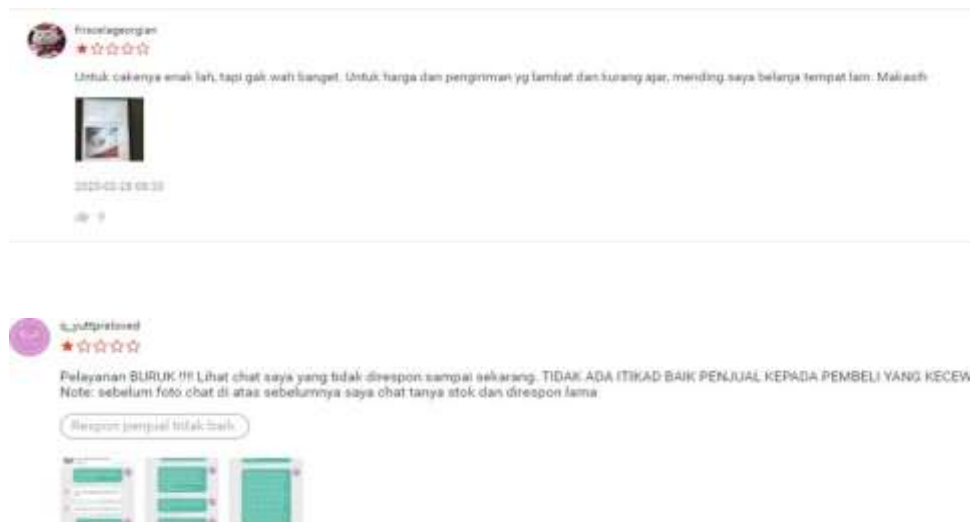 Untuk cakenya enak lah, tapi gak wah banget. Untuk harga dan pengiriman yg lambat dan kurang ajar, mending saya belanja tempat lain. Makasih
Pelayanan BURUK !!!! Lihat chat saya yang tidak direspon sampai sekarang. TIDAK ADA ITIKAD BAIK PENJUAL KEPADA PEMBELI YANG KECEW
Note: sebelum foto chat di atas sebelumnya saya chat tanya stok dan direspon lama
Respon penjual tidak baik